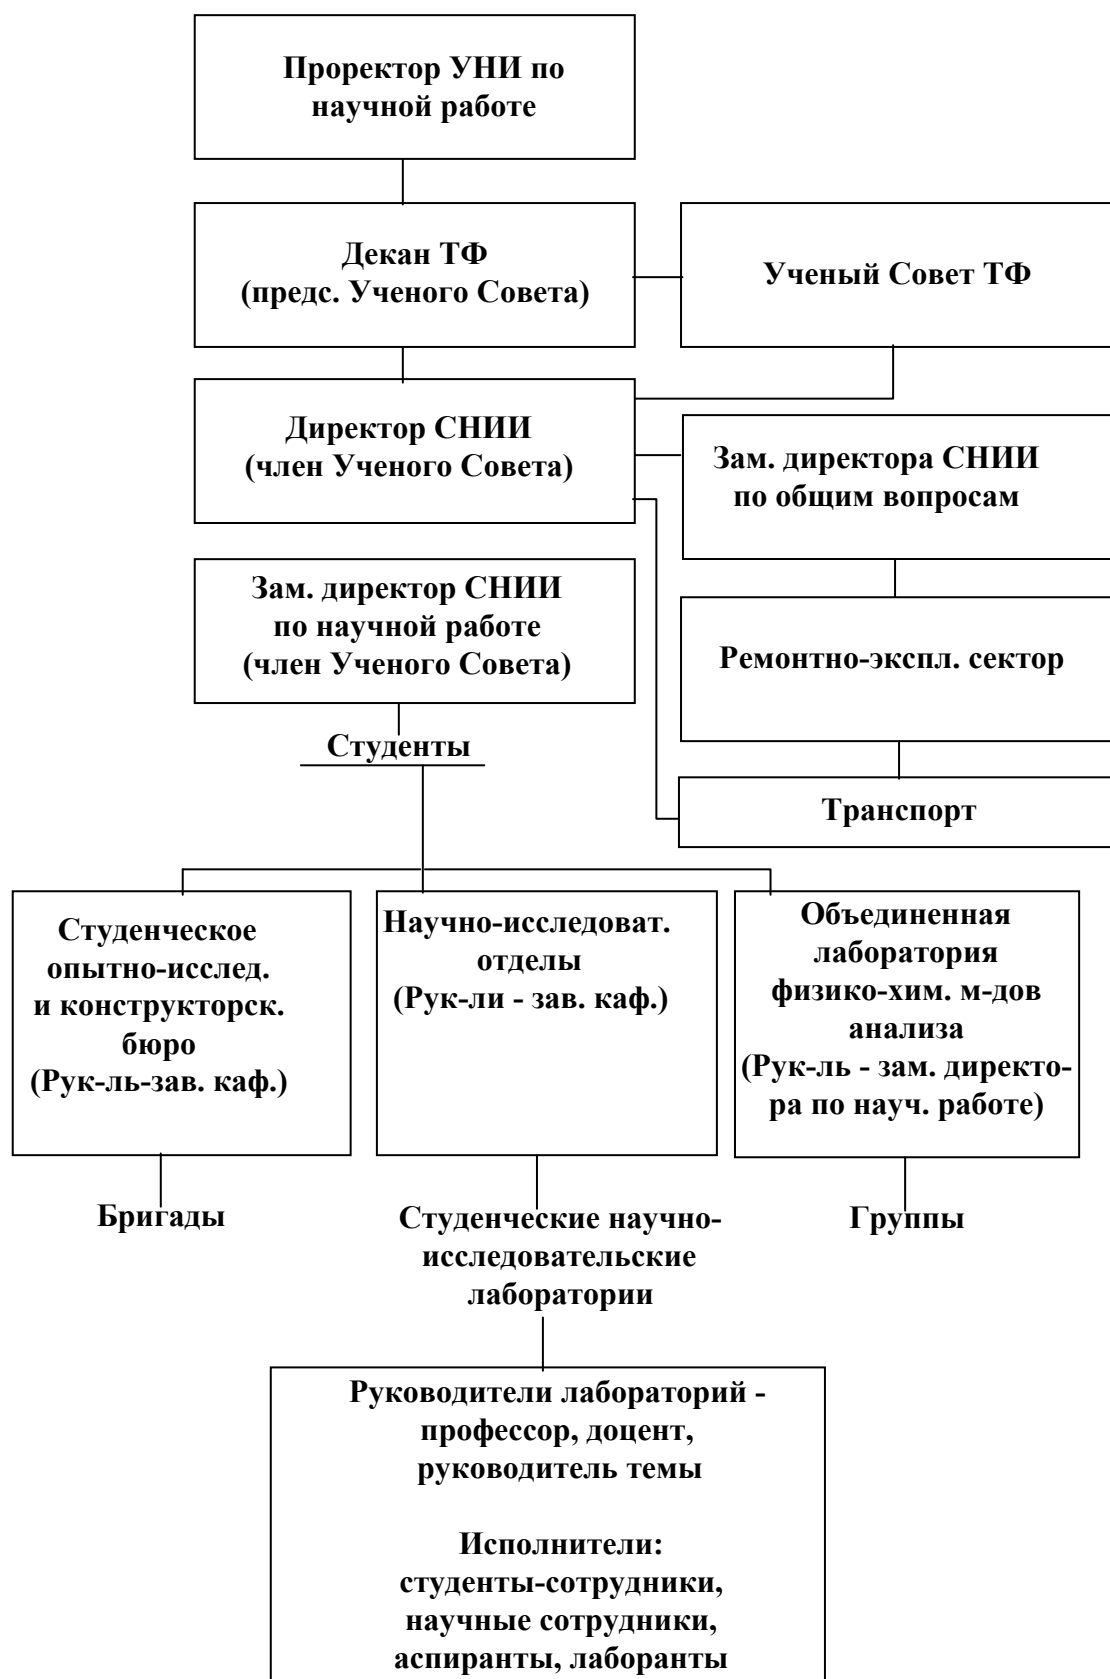 Проректор УНИ по
научной работе
Декан ТФ
(предс. Ученого Совета)
Ученый Совет ТФ
Директор СНИИ
(член Ученого Совета)
Зам. директора СНИИ
по общим вопросам
Зам. директор СНИИ
по научной работе
(член Ученого Совета)
Ремонтно-экспл. сектор
Студенты
Транспорт
Студенческое
опытно-исслед.
и конструкторск.
бюро
(Рук-ль-зав. каф.)
Научно-исследоват.
отделы
(Рук-ли - зав. каф.)
Объединенная
лаборатория
физико-хим. м-дов
анализа
(Рук-ль - зам. директо-
ра по науч. работе)
Бригады
Студенческие научно-
исследовательские
лаборатории
Группы
Руководители лабораторий -
профессор, доцент,
руководитель темы
Исполнители:
студенты-сотрудники,
научные сотрудники,
аспиранты, лаборанты